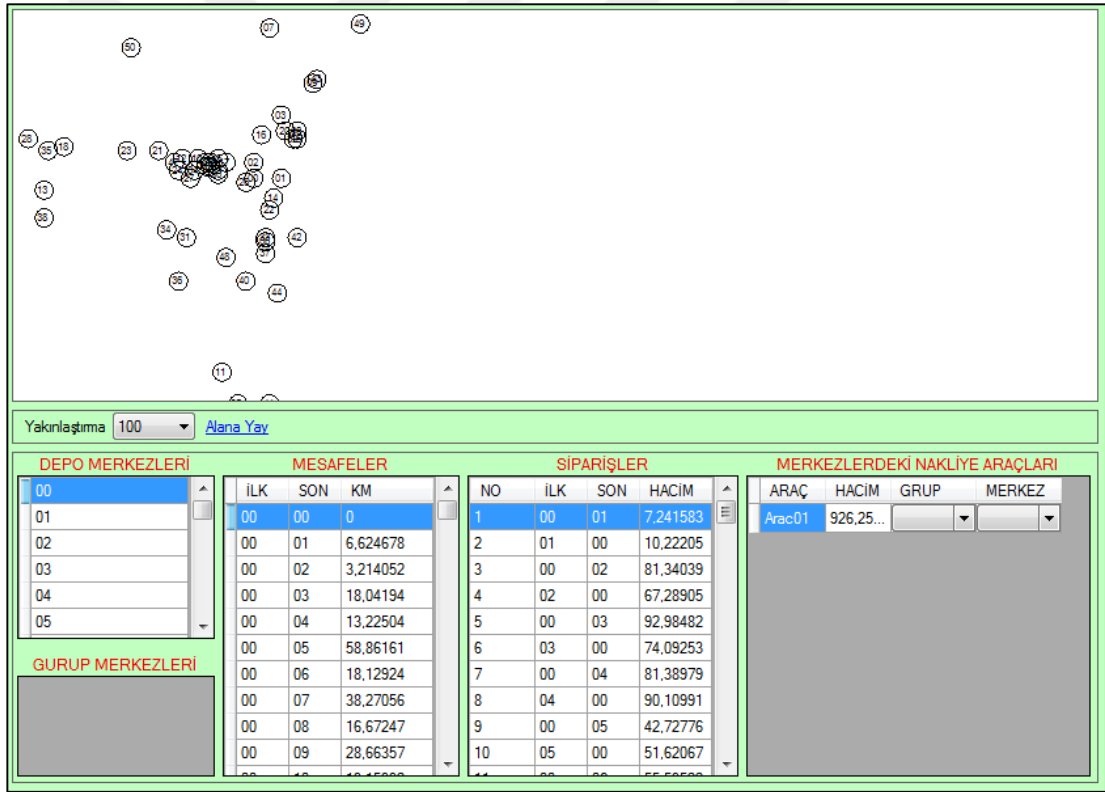 07
49
50
03
28
35
18
16
23
21
02
01
13
14
22
38
34
31
42
37
48
36
40
44
11
Yakınlaştırma 100 Alana Yay
DEPO MERKEZLERİ
00
01
02
03
04
05
GURUP MERKEZLERİ
MESAFELER
İLK SON KM
00 00 0
00 01 6,624678
00 02 3,214052
00 03 18,04194
00 04 13,22504
00 05 58,86161
00 06 18,12924
00 07 38,27056
00 08 16,67247
00 09 28,66357
SİPARİŞLER
NO İLK SON HACİM
1 00 01 7,241583
2 01 00 10,22205
3 00 02 81,34039
4 02 00 67,28905
5 00 03 92,98482
6 03 00 74,09253
7 00 04 81,38979
8 04 00 90,10991
9 00 05 42,72776
10 05 00 51,62067
MERKEZLERDEKİ NAKLİYE ARAÇLARI
ARAÇ HACİM GRUP MERKEZ
Arac01 926,25...